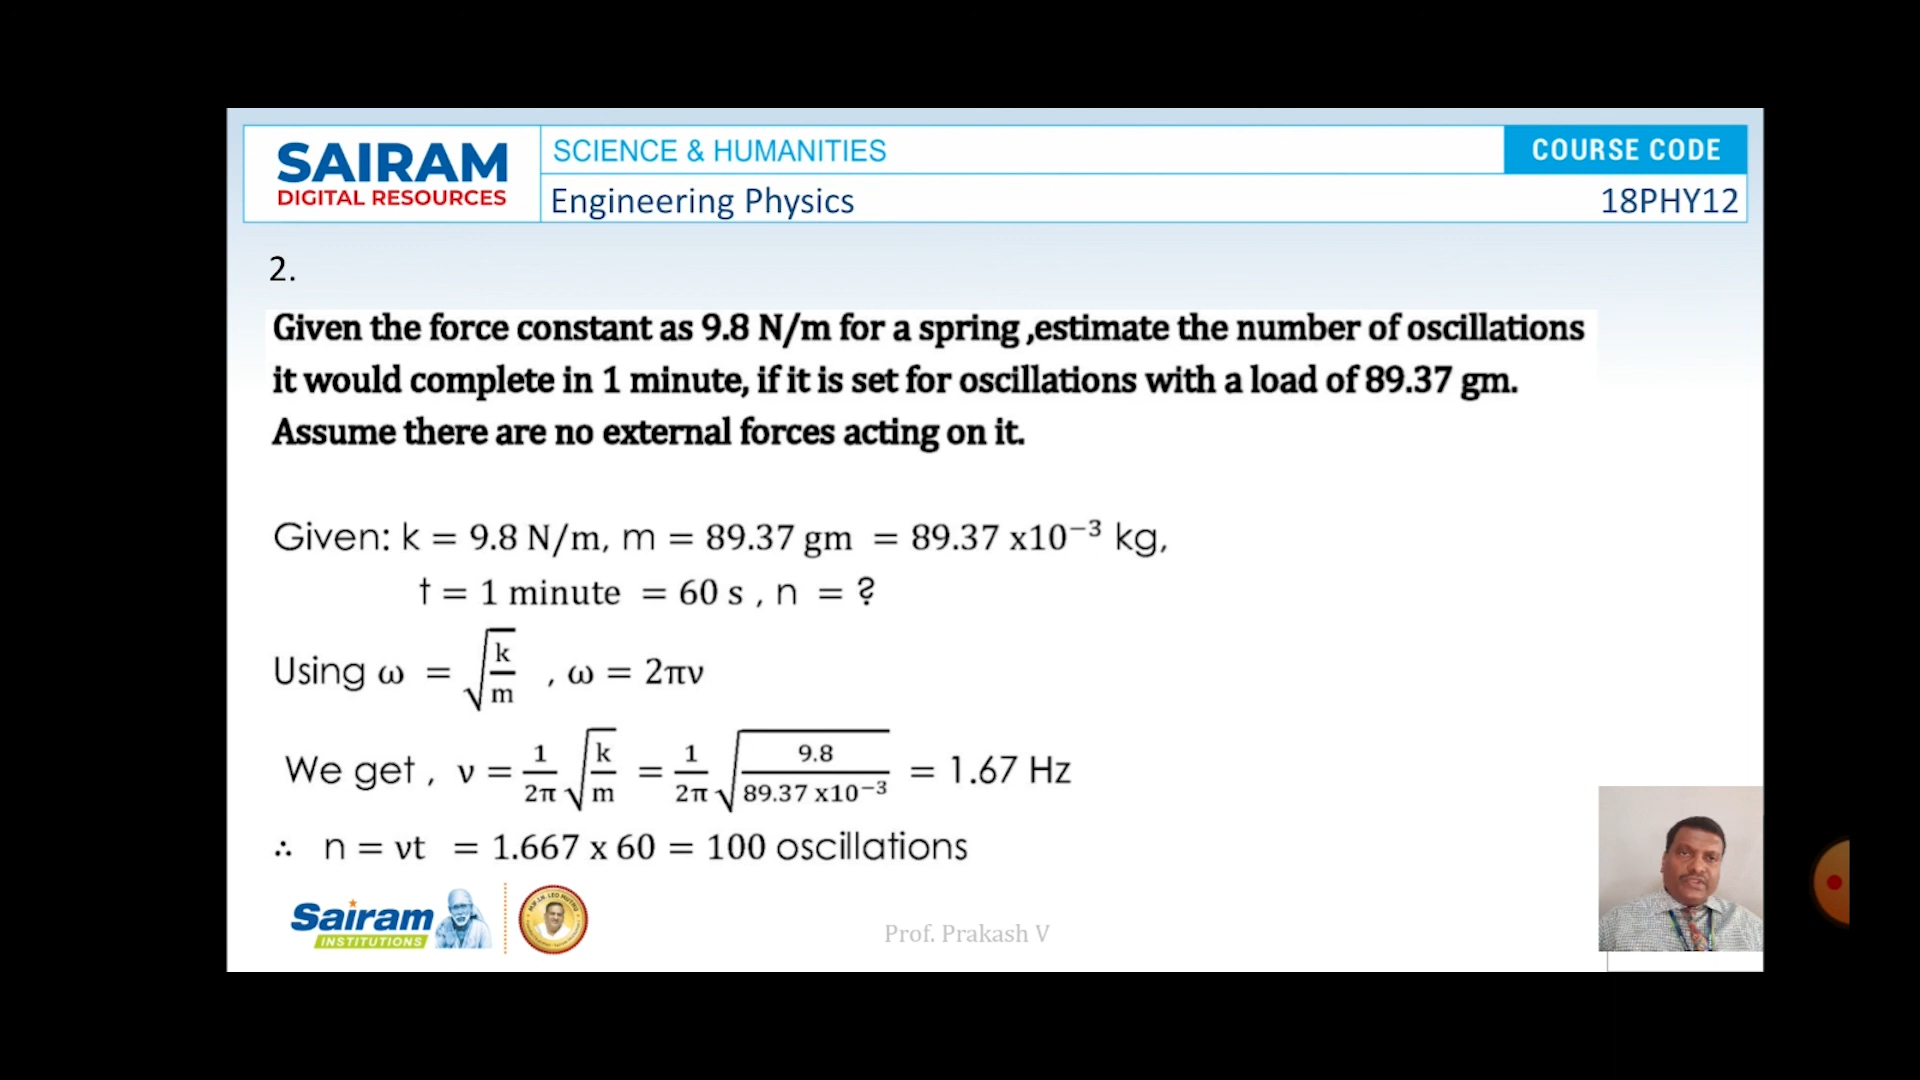 SAIRAM
DIGITAL RESOURCES
SCIENCE & HUMANITIES
COURSE CODE
Engineering Physics
18PHY12
2.
Given the force constant as 9.8 N/m for a spring ,estimate the number of oscillations
it would complete in 1 minute, if it is set for oscillations with a load of 89.37 gm.
Assume there are no external forces acting on it.
Given: k = 9.8 N/m, m = 89.37 gm = 89.37 x10⁻³ kg,
t = 1 minute = 60 s , n = ?
Using ω = √(k/m) , ω = 2πν
We get , ν = 1/2π √(k/m) = 1/2π √(9.8/89.37 x10⁻³) = 1.67 Hz
∴ n = νt = 1.667 x 60 = 100 oscillations
Sairam
INSTITUTIONS
Prof. Prakash V